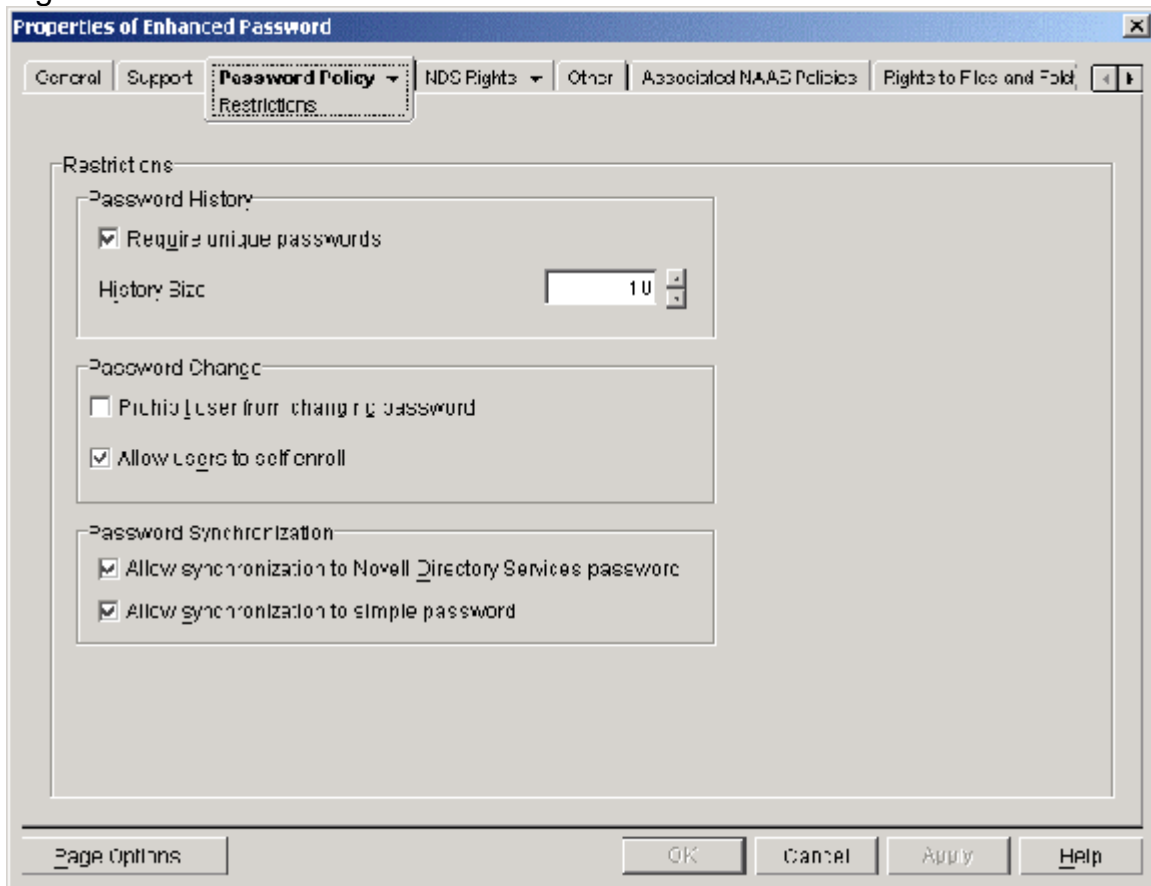 Properties of Enhanced Password
General Support Password Policy NDS Rights Other Associated NAAS Policies Rights to Files and Fold
Restrictions
Restrictions
Password History
Require unique passwords
History Size
10
Password Change
Prohibit user from changing password
Allow users to self enroll
Password Synchronization
Allow synchronization to Novell Directory Services password
Allow synchronization to simple password
Page Options OK Cancel Apply Help